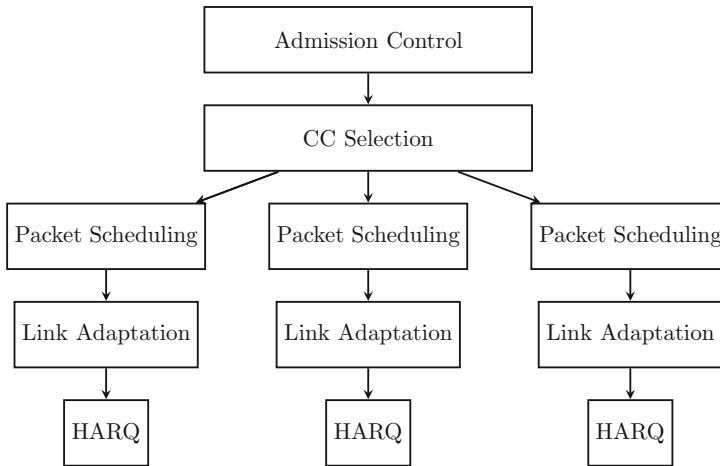 Admission Control
CC Selection
Packet Scheduling
Packet Scheduling
Packet Scheduling
Link Adaptation
Link Adaptation
Link Adaptation
HARQ
HARQ
HARQ